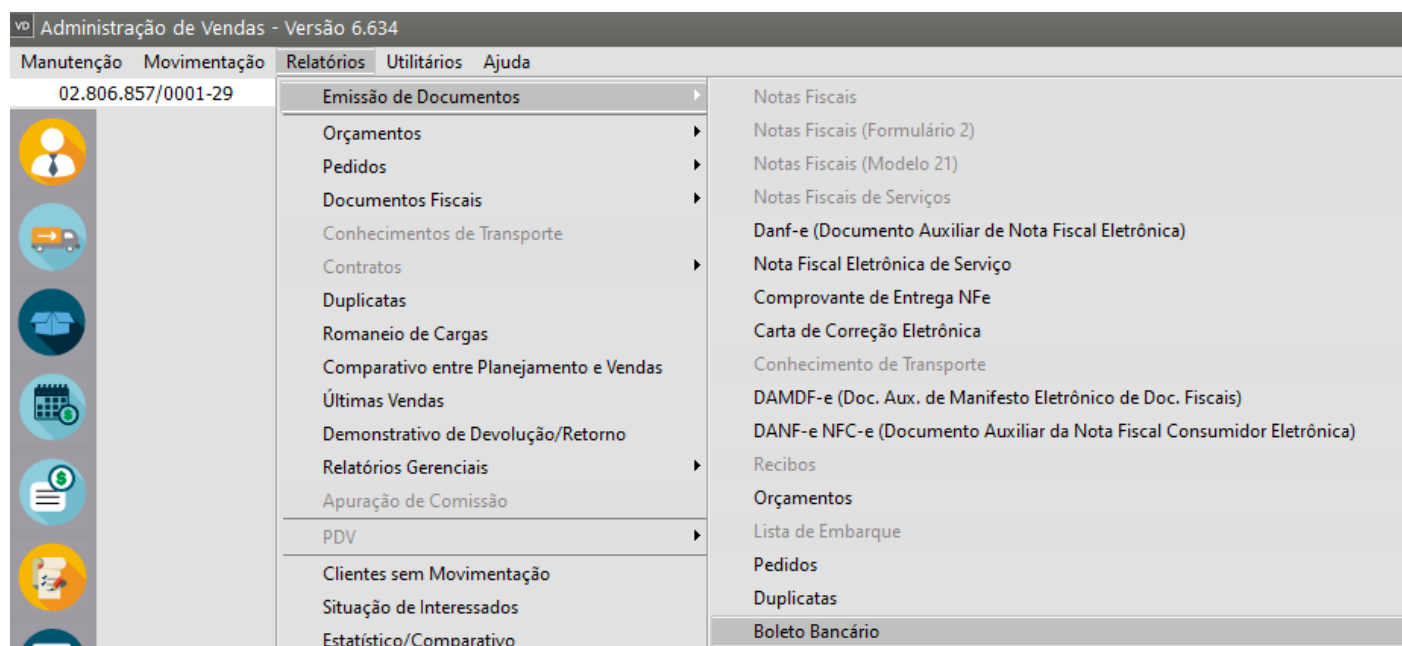 VD Administração de Vendas - Versão 6.634
Manutenção Movimentação Relatórios Utilitários Ajuda
02.806.857/0001-29
Emissão de Documentos
Orçamentos
Pedidos
Documentos Fiscais
Conhecimentos de Transporte
Contratos
Duplicatas
Romaneio de Cargas
Comparativo entre Planejamento e Vendas
Últimas Vendas
Demonstrativo de Devolução/Retorno
Relatórios Gerenciais
Apuração de Comissão
PDV
Clientes sem Movimentação
Situação de Interessados
Estatístico/Comparativo
Notas Fiscais
Notas Fiscais (Formulário 2)
Notas Fiscais (Modelo 21)
Notas Fiscais de Serviços
Danf-e (Documento Auxiliar de Nota Fiscal Eletrônica)
Nota Fiscal Eletrônica de Serviço
Comprovante de Entrega NFe
Carta de Correção Eletrônica
Conhecimento de Transporte
DAMDF-e (Doc. Aux. de Manifesto Eletrônico de Doc. Fiscais)
DANF-e NFC-e (Documento Auxiliar da Nota Fiscal Consumidor Eletrônica)
Recibos
Orçamentos
Lista de Embarque
Pedidos
Duplicatas
Boleto Bancário